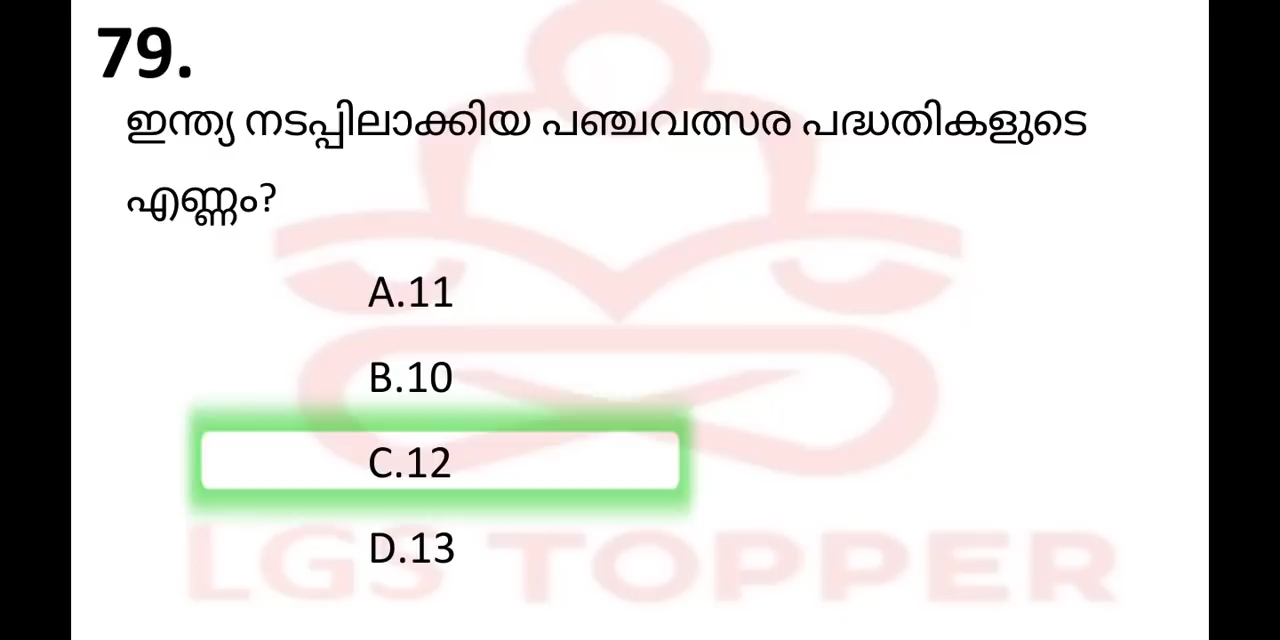 79.
ഇന്ത്യ നടപ്പിലാക്കിയ പഞ്ചവത്സര പദ്ധതികളുടെ
എണ്ണം?
A.11
B.10
C.12
D.13
LGS TOPPER